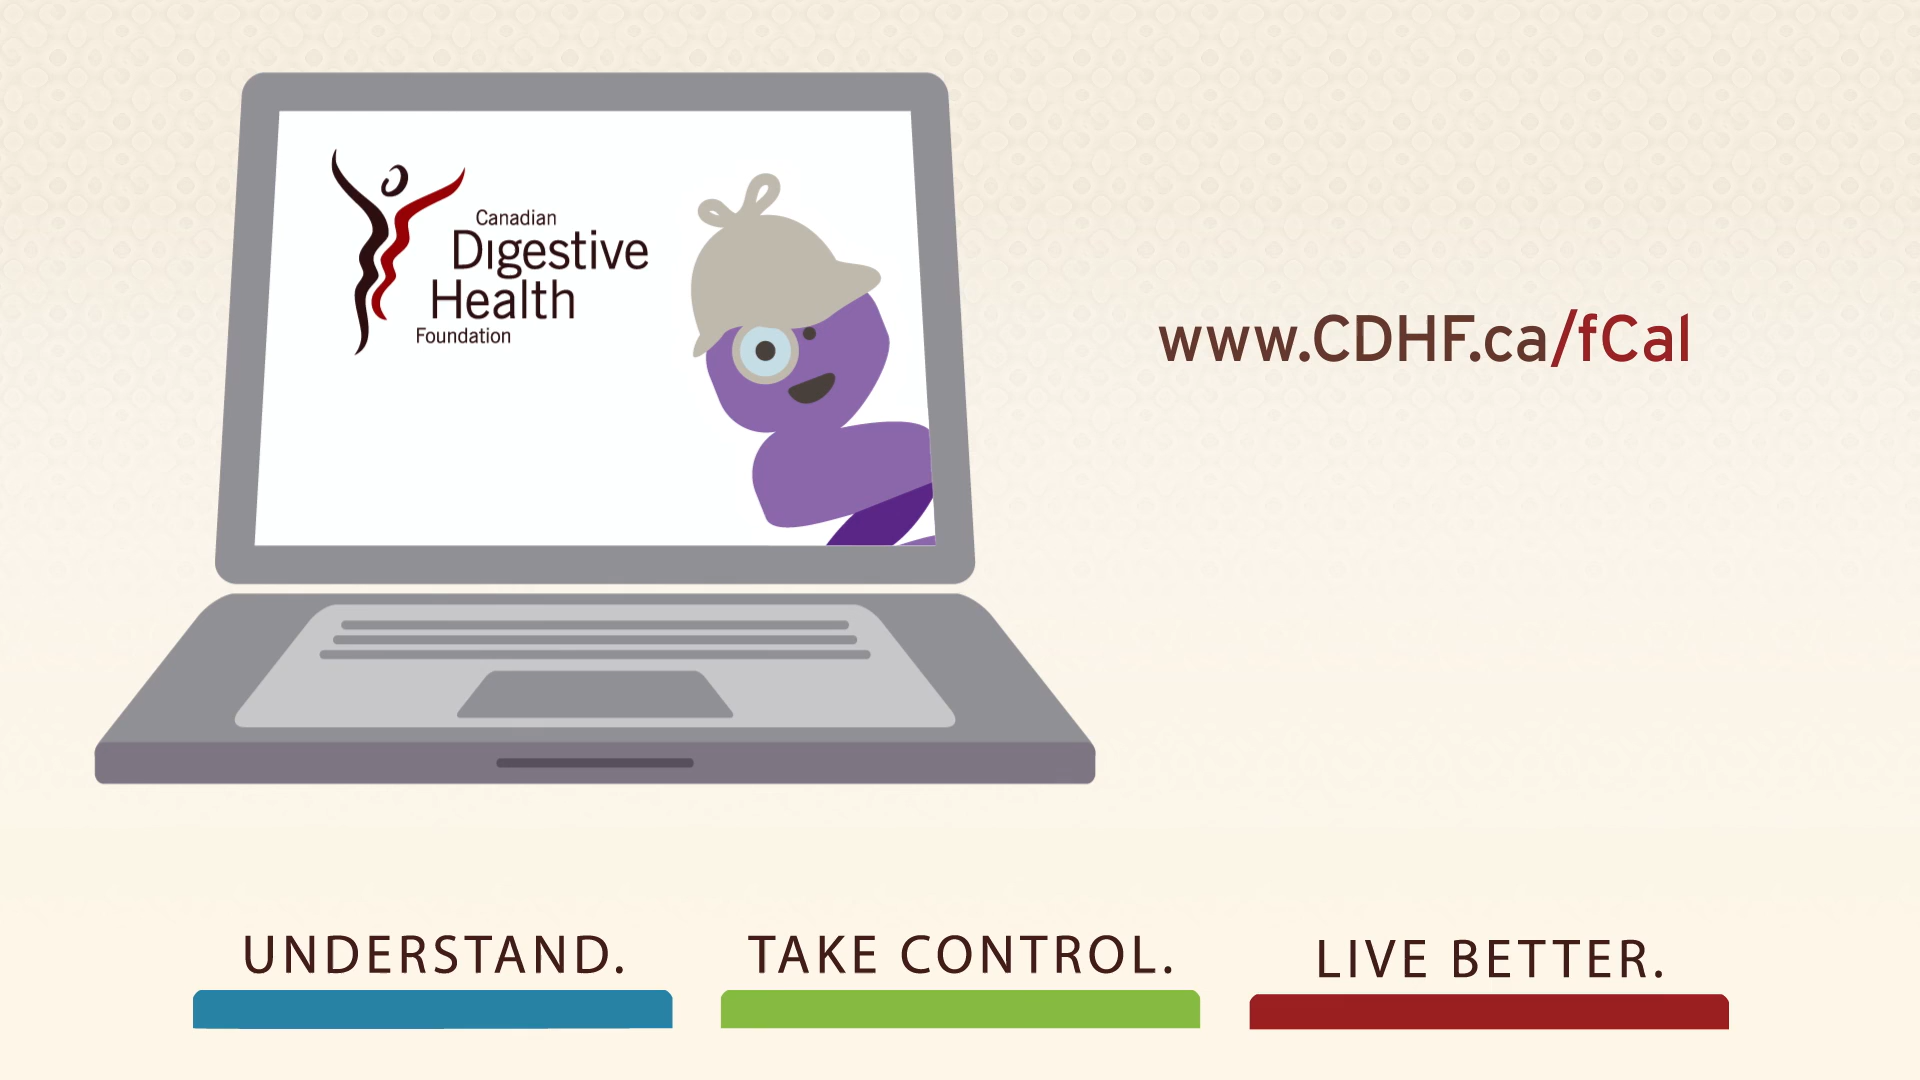 Canadian
Digestive
Health
Foundation
www.CDHF.ca/fCal
UNDERSTAND.
TAKE CONTROL.
LIVE BETTER.